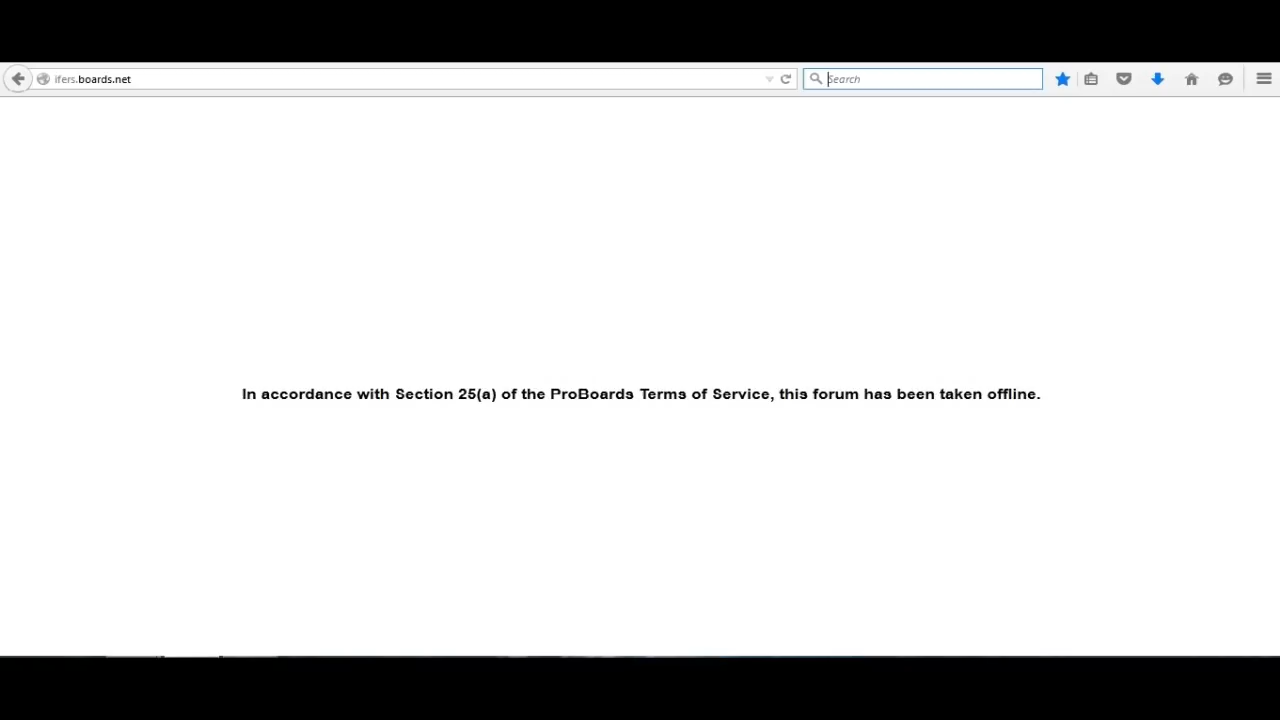 ifers.boards.net
Search
In accordance with Section 25(a) of the ProBoards Terms of Service, this forum has been taken offline.